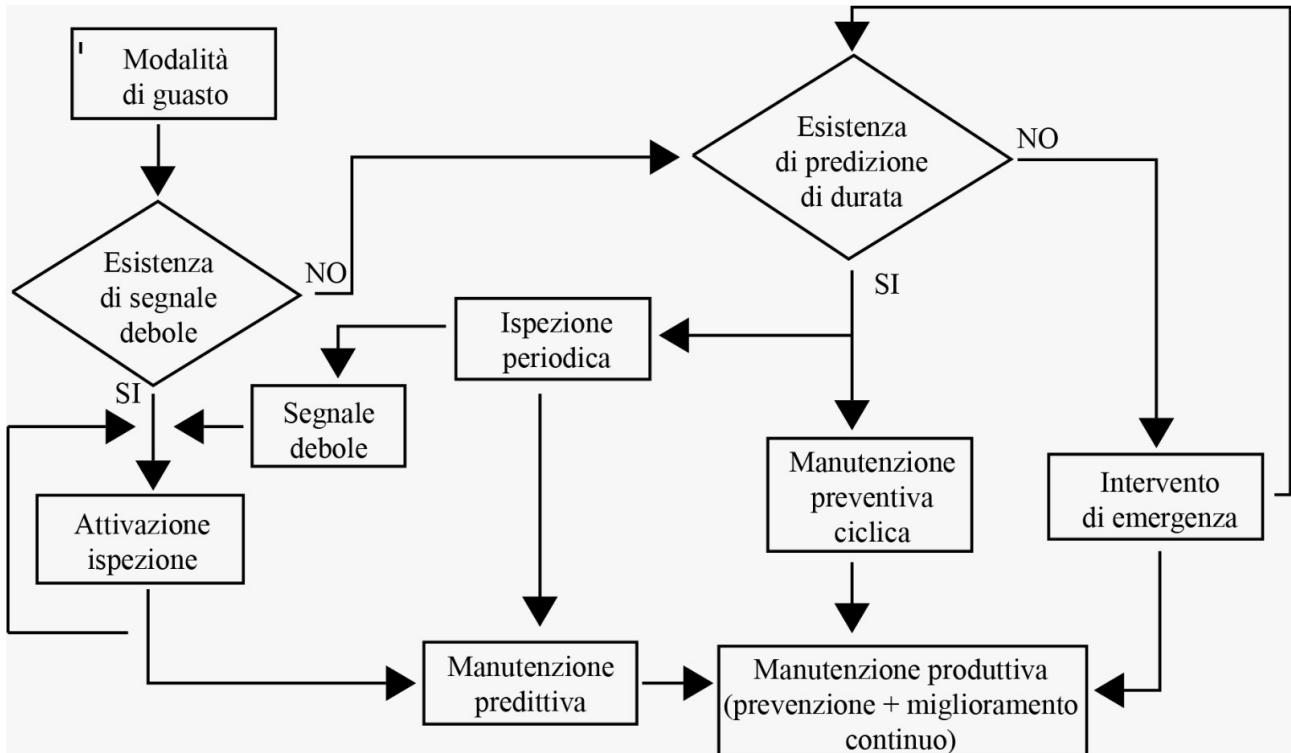 Modalità
di guasto
Esistenza
di segnale
debole
NO
SI
Esistenza
di predizione
di durata
NO
SI
Ispezione
periodica
Segnale
debole
Attivazione
ispezione
Manutenzione
preventiva
ciclica
Intervento
di emergenza
Manutenzione
predittiva
Manutenzione produttiva
(prevenzione + miglioramento
continuo)